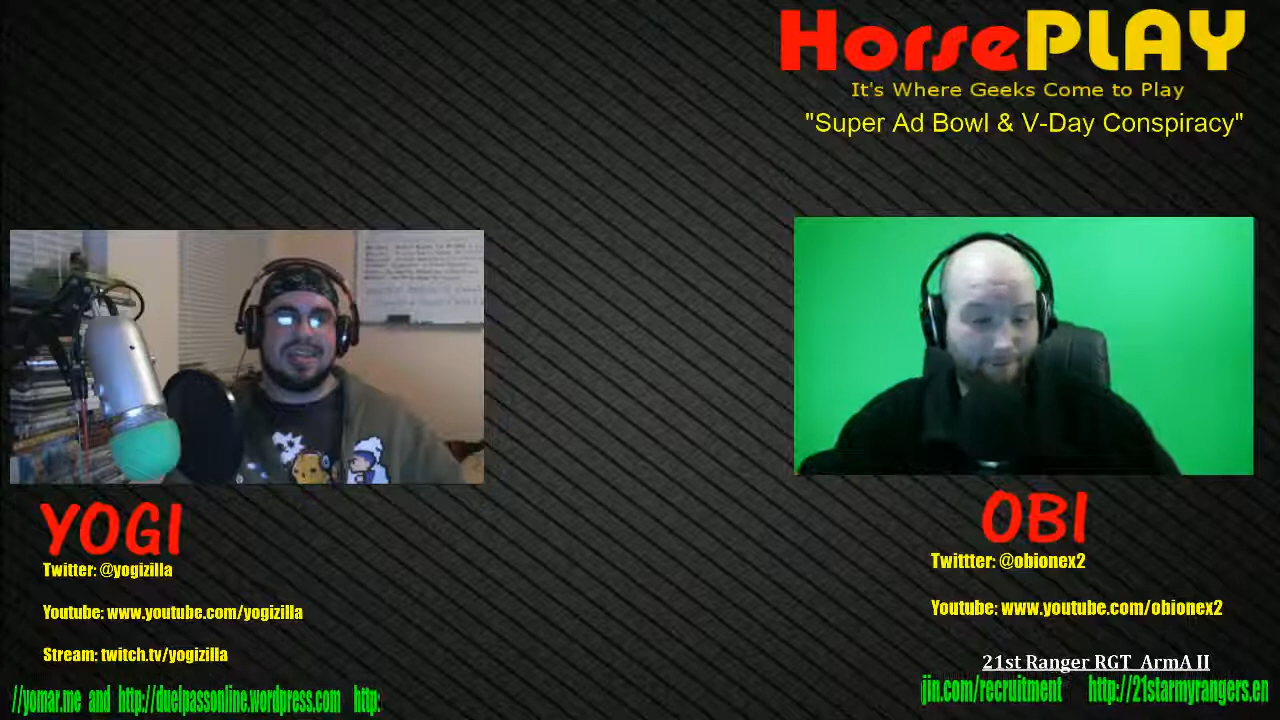 HorsePLAY
It's Where Geeks Come to Play
"Super Ad Bowl & V-Day Conspiracy"
YOGI
Twitter: @yogizilla
Youtube: www.youtube.com/yogizilla
Stream: twitch.tv/yogizilla
//yomar.me and http://duelpassonline.wordpress.com http:
OBI
Twittter: @obionex2
Youtube: www.youtube.com/obionex2
21st Ranger RGT ArmA II
jin.com/recruitment http://21starmyrangers.en